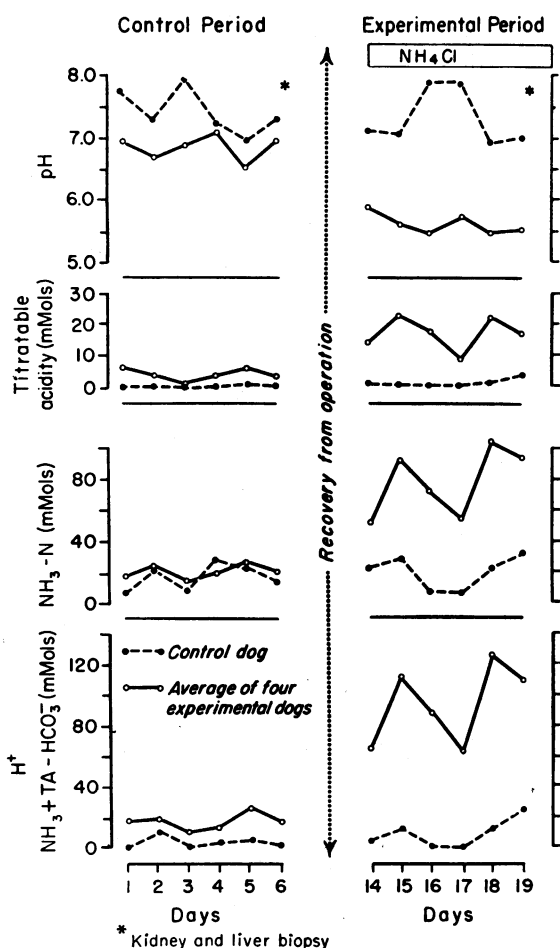 Control Period
Experimental Period
NH₄Cl
8.0
7.0
6.0
5.0
pH
*
*
30
20
10
0
Titratable
acidity (mMols)
80
40
0
NH₃-N (mMols)
120
80
40
0
H⁺
NH₃+TA-HCO₃⁻ (mMols)
Control dog
Average of four
experimental dogs
Recovery from operation
1 2 3 4 5 6
Days
14 15 16 17 18 19
Days
* Kidney and liver biopsy